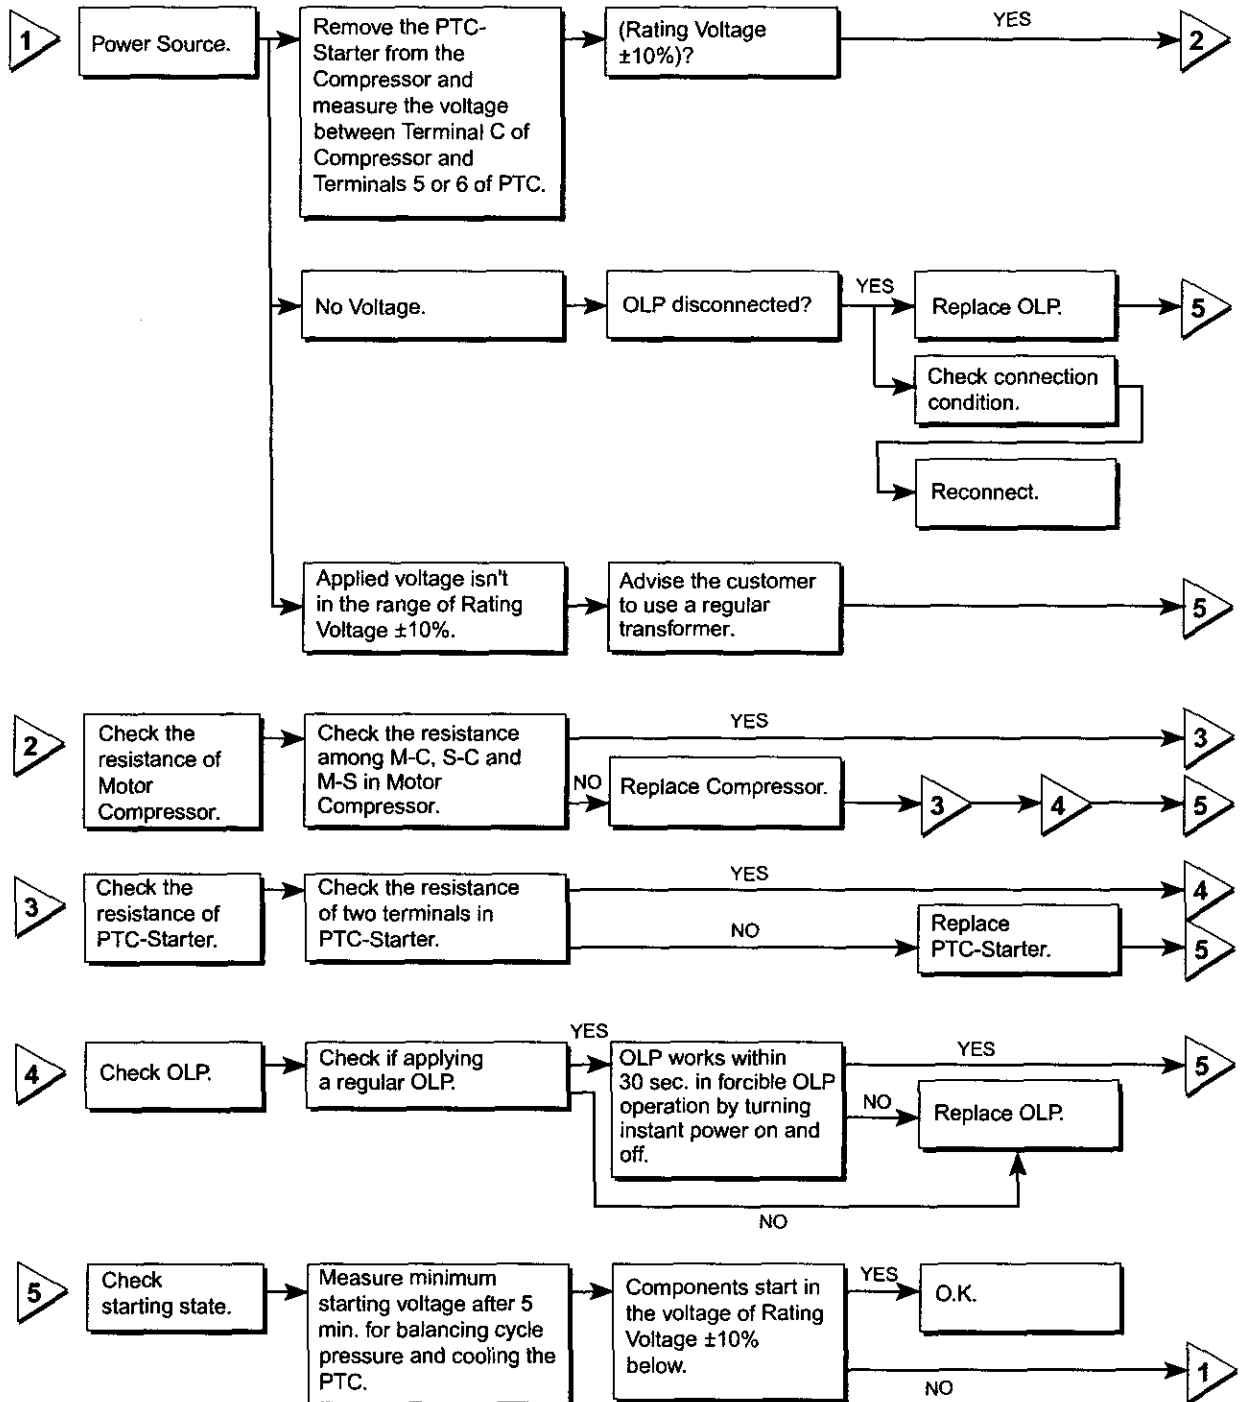 1
Power Source.
Remove the PTC-
Starter from the
Compressor and
measure the voltage
between Terminal C of
Compressor and
Terminals 5 or 6 of PTC.
(Rating Voltage
±10%)?
YES
2
No Voltage.
OLP disconnected?
YES
Replace OLP.
5
Check connection
condition.
Reconnect.
Applied voltage isn't
in the range of Rating
Voltage ±10%.
Advise the customer
to use a regular
transformer.
5
2
Check the
resistance of
Motor
Compressor.
Check the resistance
among M-C, S-C and
M-S in Motor
Compressor.
YES
3
NO
Replace Compressor.
3
4
5
3
Check the
resistance of
PTC-Starter.
Check the resistance
of two terminals in
PTC-Starter.
YES
4
NO
Replace
PTC-Starter.
5
4
Check OLP.
Check if applying
a regular OLP.
YES
OLP works within
30 sec. in forcible OLP
operation by turning
instant power on and
off.
YES
5
NO
Replace OLP.
NO
5
Check
starting state.
Measure minimum
starting voltage after 5
min. for balancing cycle
pressure and cooling the
PTC.
Components start in
the voltage of Rating
Voltage ±10%
below.
YES
O.K.
NO
1